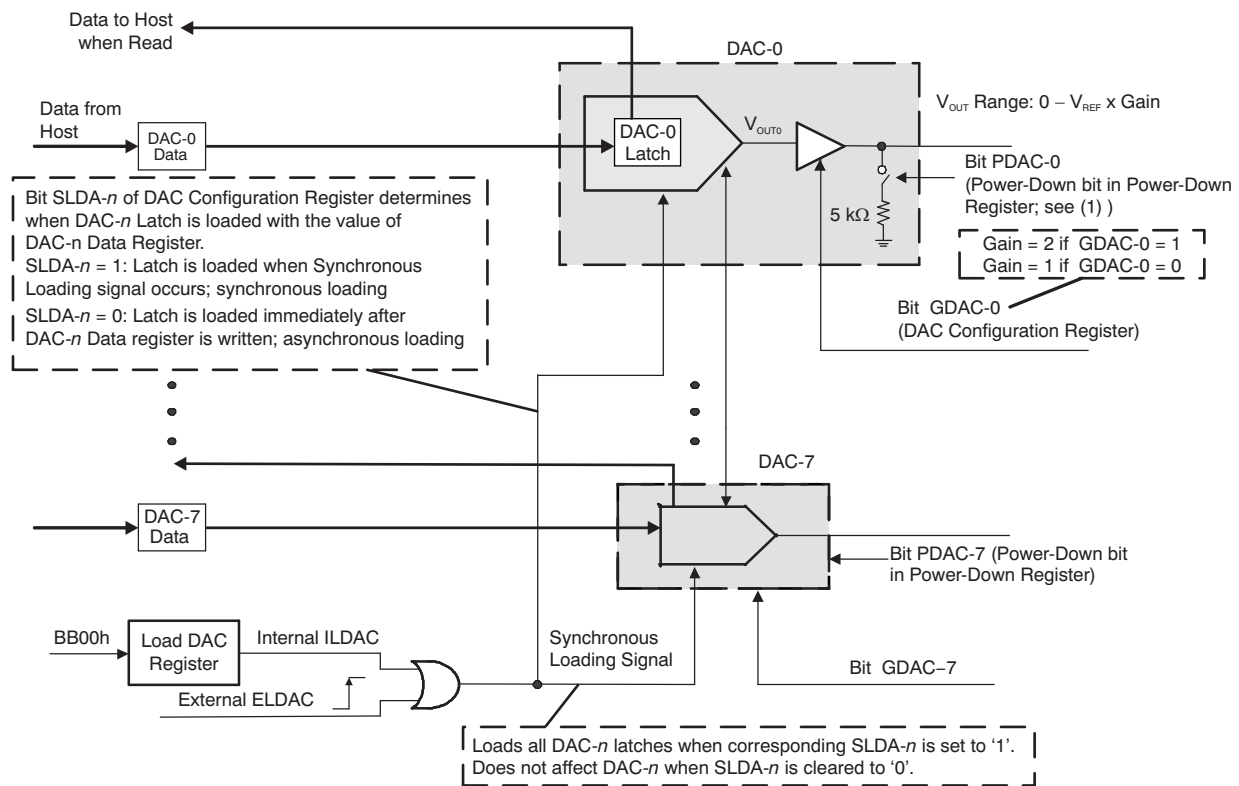 Data to Host
when Read
DAC-0
Data from
Host
DAC-0
Data
DAC-0
Latch
VOUT0
VOUT Range: 0 – VREF x Gain
Bit PDAC-0
(Power-Down bit in Power-Down
Register; see (1) )
5 kΩ
Gain = 2 if GDAC-0 = 1
Gain = 1 if GDAC-0 = 0
Bit GDAC-0
(DAC Configuration Register)
Bit SLDA-n of DAC Configuration Register determines
when DAC-n Latch is loaded with the value of
DAC-n Data Register.
SLDA-n = 1: Latch is loaded when Synchronous
Loading signal occurs; synchronous loading
SLDA-n = 0: Latch is loaded immediately after
DAC-n Data register is written; asynchronous loading
DAC-7
DAC-7
Data
Bit PDAC-7 (Power-Down bit
in Power-Down Register)
BB00h
Load DAC
Register
Internal ILDAC
External ELDAC
Synchronous
Loading Signal
Bit GDAC–7
Loads all DAC-n latches when corresponding SLDA-n is set to ‘1’.
Does not affect DAC-n when SLDA-n is cleared to ‘0’.